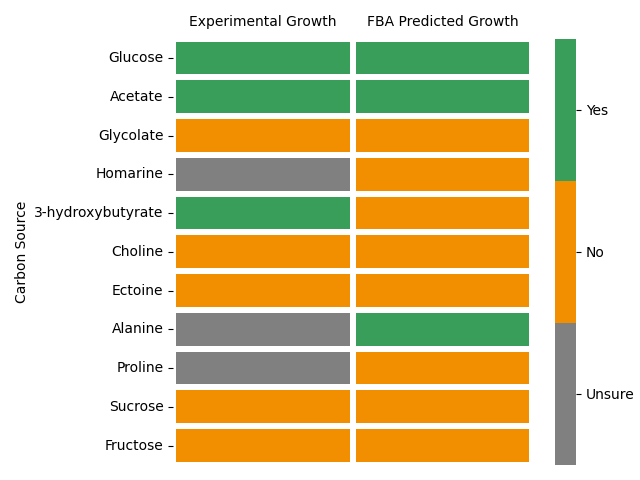 Experimental Growth FBA Predicted Growth
Glucose
Acetate
Glycolate
Homarine
3-hydroxybutyrate
Choline
Ectoine
Alanine
Proline
Sucrose
Fructose
Carbon Source
Yes
No
Unsure